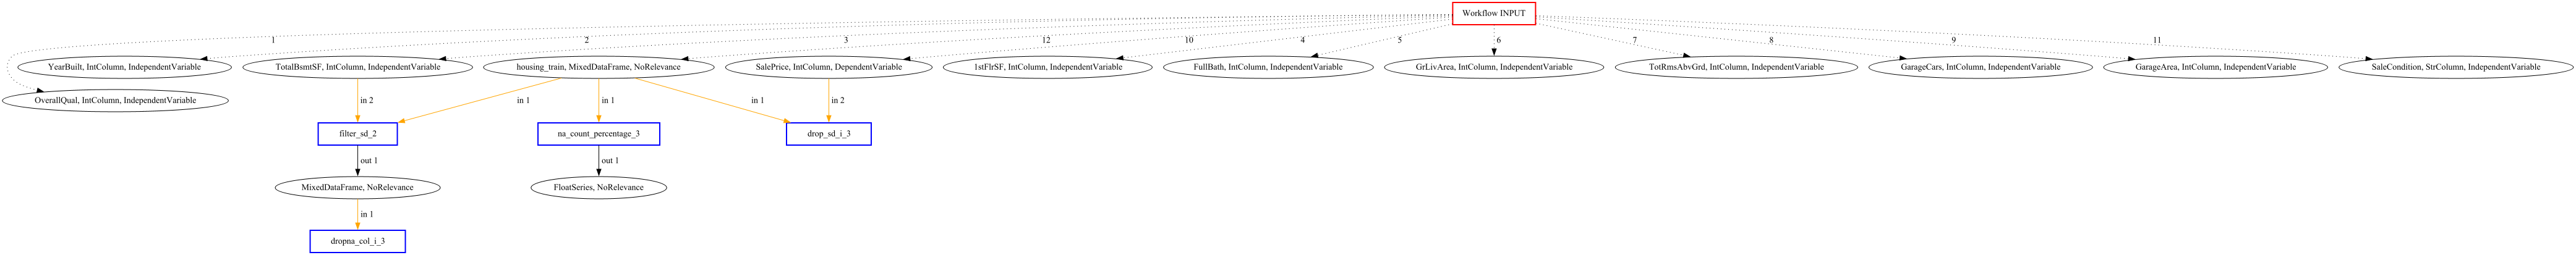 Workflow INPUT
1
2
3
12
10
4
5
6
7
8
9
11
YearBuilt, IntColumn, IndependentVariable
TotalBsmtSF, IntColumn, IndependentVariable
housing_train, MixedDataFrame, NoRelevance
SalePrice, IntColumn, DependentVariable
1stFlrSF, IntColumn, IndependentVariable
FullBath, IntColumn, IndependentVariable
GrLivArea, IntColumn, IndependentVariable
TotRmsAbvGrd, IntColumn, IndependentVariable
GarageCars, IntColumn, IndependentVariable
GarageArea, IntColumn, IndependentVariable
SaleCondition, StrColumn, IndependentVariable
OverallQual, IntColumn, IndependentVariable
in 2
in 1
in 1
in 1
in 2
filter_sd_2
na_count_percentage_3
drop_sd_i_3
out 1
out 1
MixedDataFrame, NoRelevance
FloatSeries, NoRelevance
in 1
dropna_col_i_3